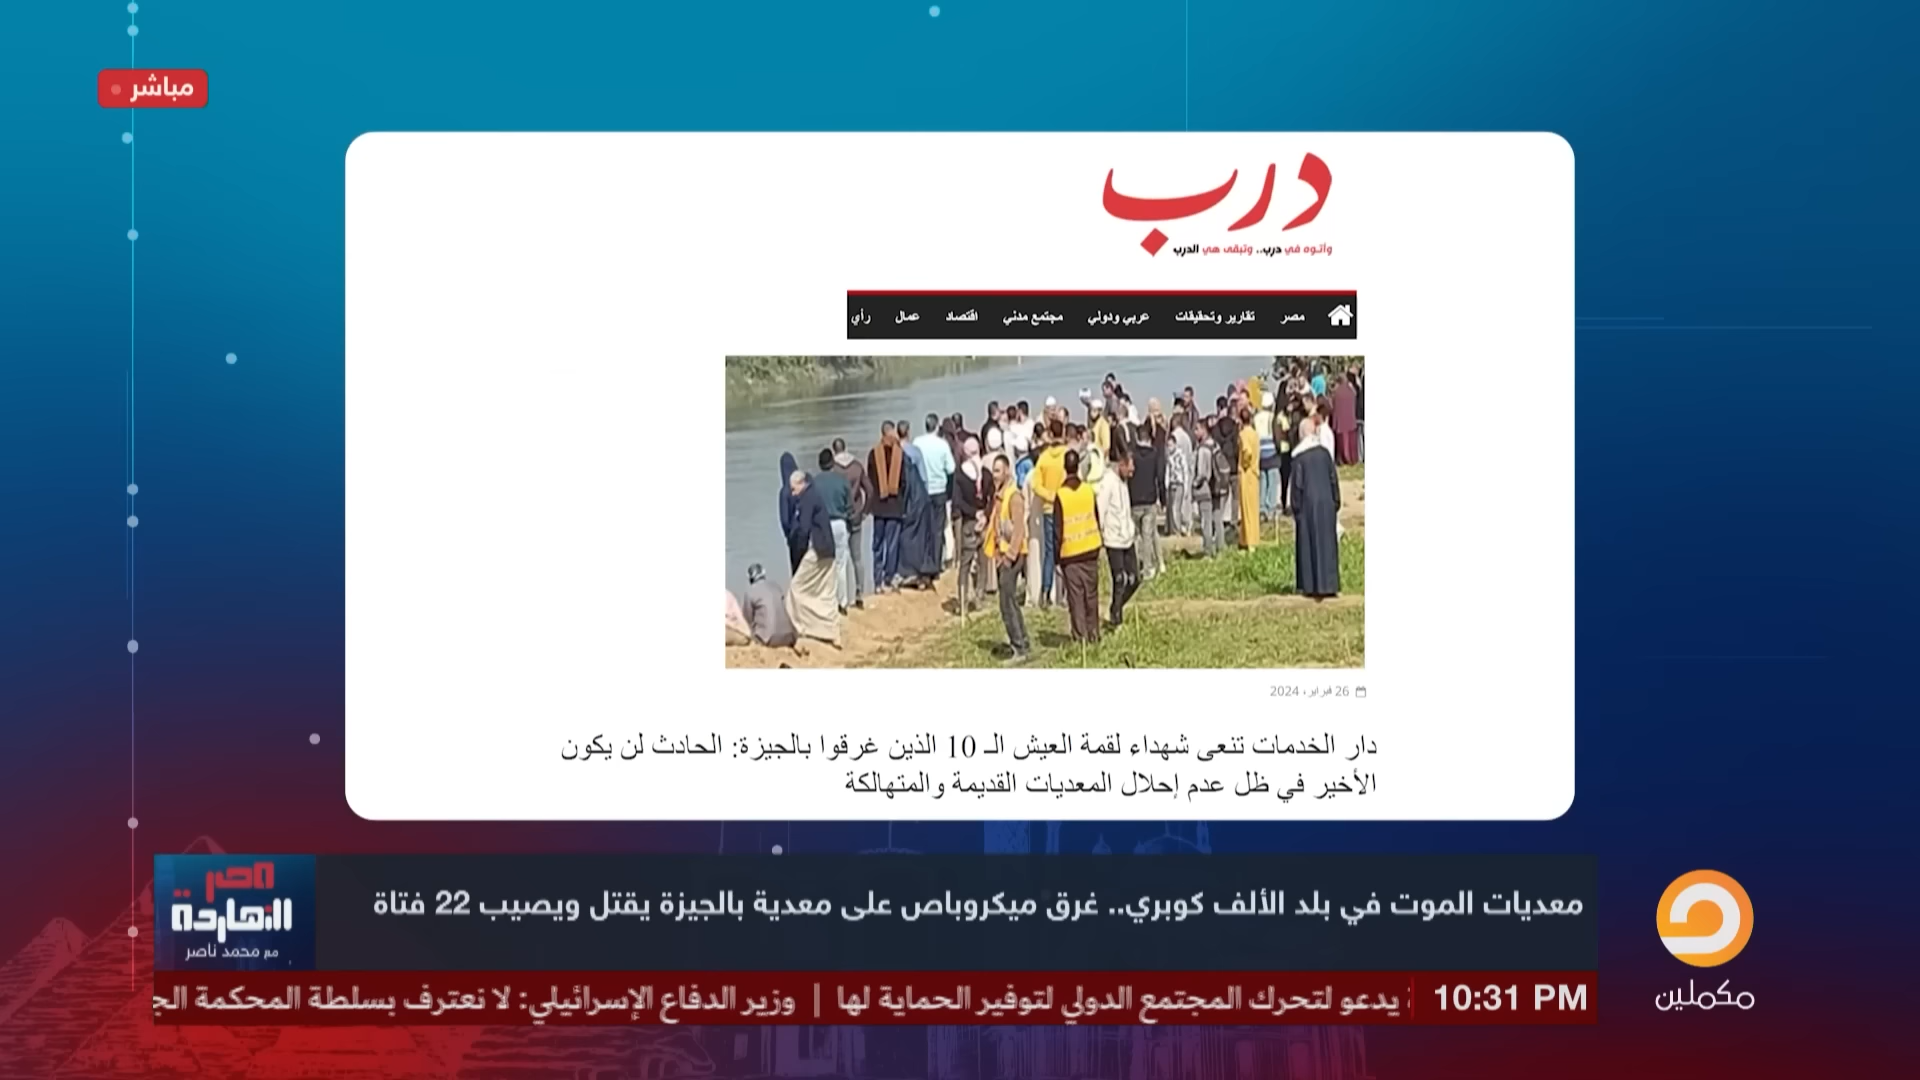 مباشر
درب
وأتوه في درب.. وتبقى هي الدرب
مصر تقارير وتحقيقات عربي ودولي مجتمع مدني اقتصاد عمال رأي
26 فبراير، 2024
دار الخدمات تنعى شهداء لقمة العيش الـ 10 الذين غرقوا بالجيزة: الحادث لن يكون
الأخير في ظل عدم إحلال المعديات القديمة والمتهالكة
معديات الموت في بلد الألف كوبري.. غرق ميكروباص على معدية بالجيزة يقتل ويصيب 22 فتاة
مصر
النهاردة
مع محمد ناصر
10:31 PM
يدعو لتحرك المجتمع الدولي لتوفير الحماية لها | وزير الدفاع الإسرائيلي: لا نعترف بسلطة المحكمة
مكملين